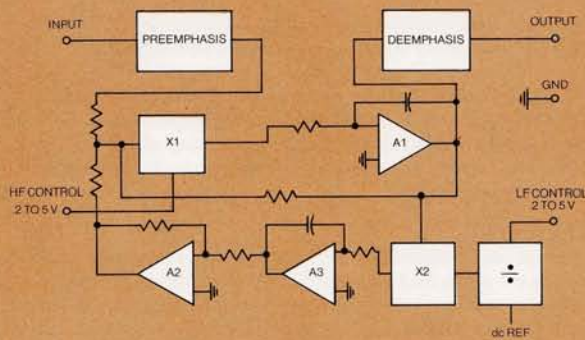 INPUT
PREEMPHASIS
DEEMPHASIS
OUTPUT
GND
X1
A1
HF CONTROL
2 TO 5 V
LF CONTROL
2 TO 5 V
A2
A3
X2
÷
dc REF